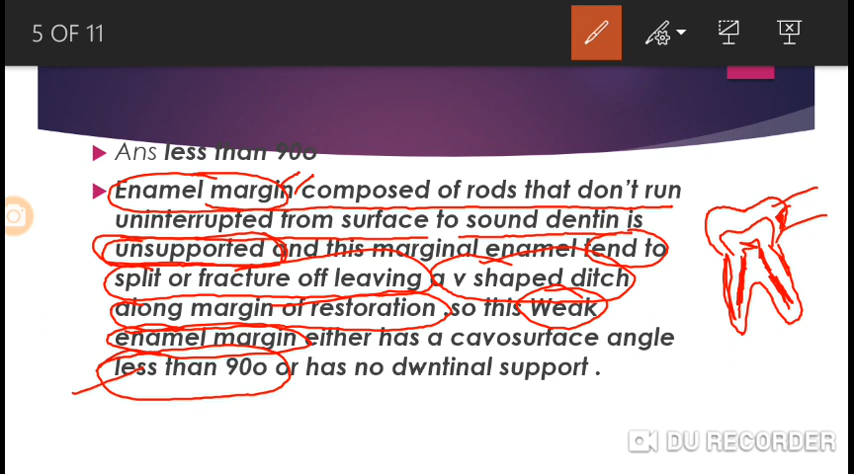 5 OF 11
Ans less than 90o
Enamel margin composed of rods that don't run
uninterrupted from surface to sound dentin is
unsupported and this marginal enamel tend to
split or fracture off leaving a v shaped ditch
along margin of restoration .so this Weak
enamel margin either has a cavosurface angle
less than 90o or has no dwntinal support .
DU RECORDER